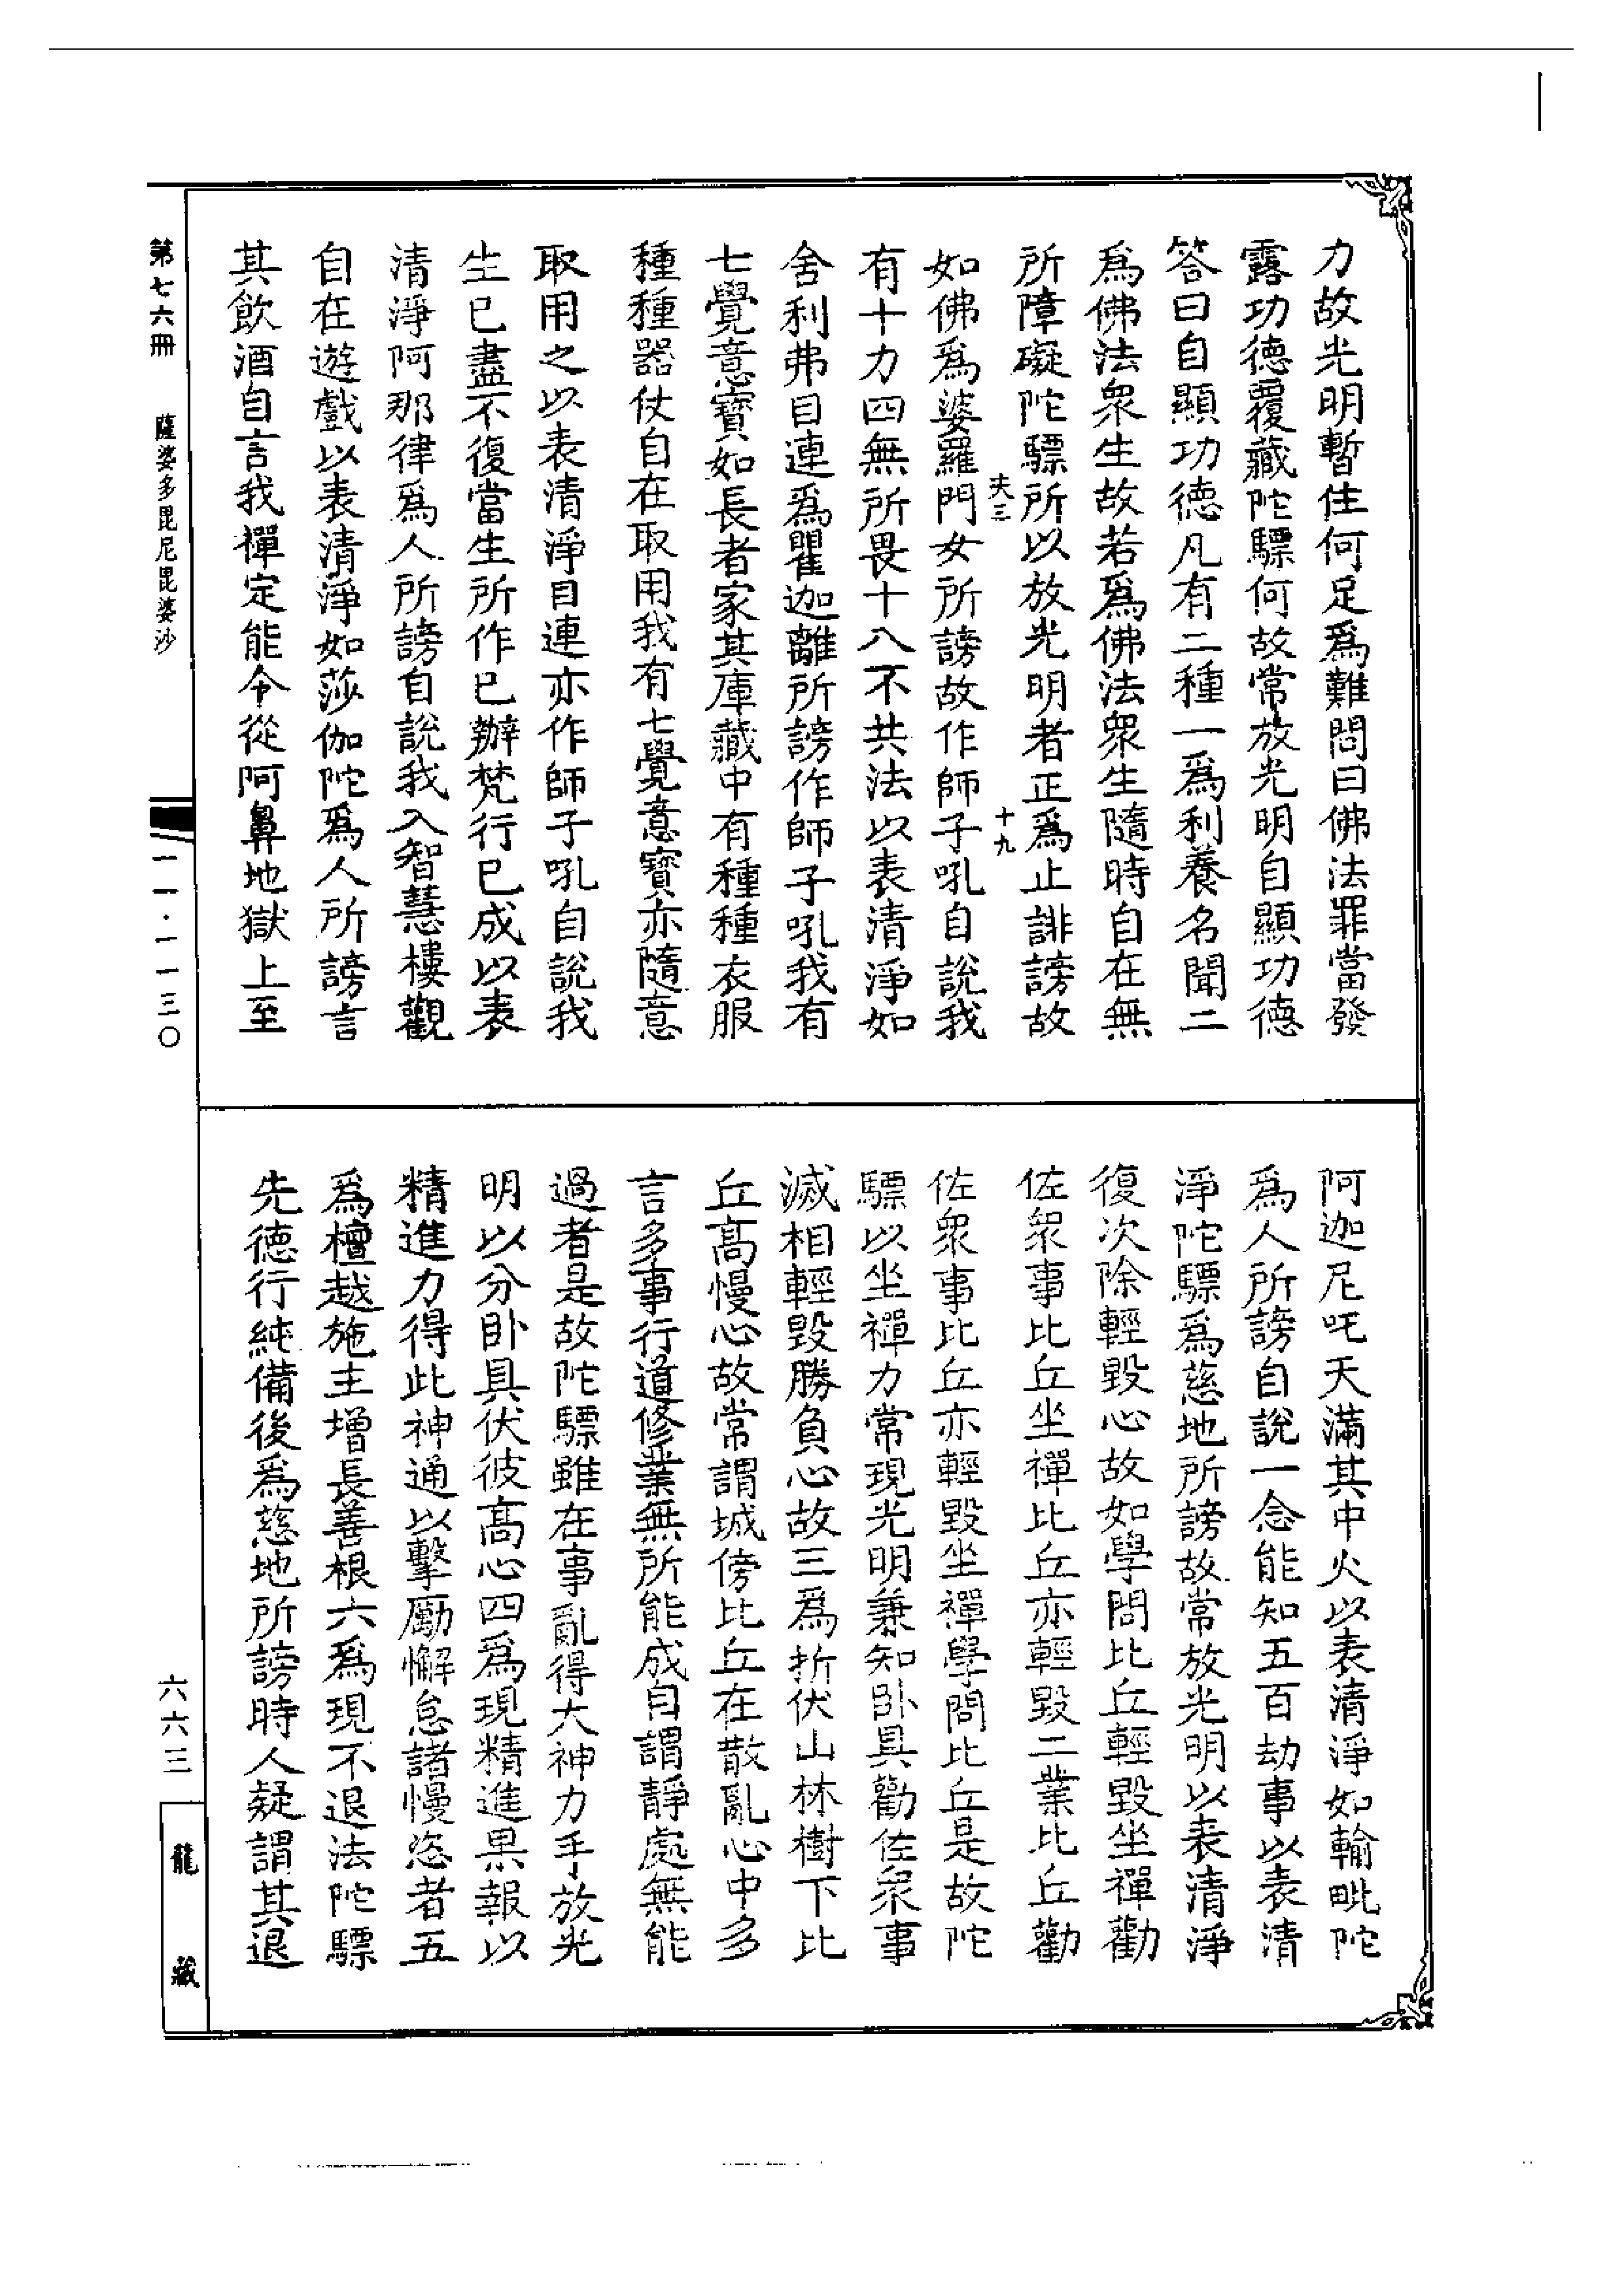 力故光明暫住何足爲難問曰佛法罪當發
露功德覆藏陀驃何故常放光明自顯功德
答曰自顯功德凡有二種一爲利養名聞二
爲佛法眾生故若爲佛法眾生隨時自在無
所障礙陀驃所以放光明者正爲止誹謗故
十九
如佛爲婆羅門女所謗故作師子吼自說我
有十力四無所畏十八不共法以表清淨如
舍利弗目連爲瞿迦離所謗作師子吼我有
七覺意寶如長者家其庫藏中有種種衣服
種種器仗自在取用我有七覺意寶亦隨意
取用之以表清淨目連亦作師子吼自說我
生已盡不復當生所作已辦梵行已成以表
清淨阿那律爲人所謗自說我入智慧樓觀
自在遊戲以表清淨如莎伽陀爲人所謗言
其飲酒自言我禪定能令從阿鼻地獄上至
阿迦尼吒天滿其中火以表清淨如輸毗陀
爲人所謗自說一念能知五百劫事以表清
淨陀驃爲慈地所謗故常放光明以表清淨
復次除輕毀心故如學問比丘輕毀坐禪勸
佐眾事比丘坐禪比丘亦輕毀二業比丘勸
佐眾事比丘亦輕毀坐禪學問比丘是故陀
驃以坐禪力常現光明兼知卧具勸佐眾事
滅相輕毀勝負心故三爲折伏山林樹下比
丘高慢心故常謂城傍比丘在散亂心中多
言多事行道修業無所能成自謂靜處無能
過者是故陀驃雖在事亂得大神力手放光
明以分卧具伏彼高心四爲現精進果報以
精進力得此神通以擊勵懈怠諸慢恣者五
爲檀越施主增長善根六爲現不退法陀驃
先德行純備後爲慈地所謗時人疑謂其退
第七六冊 薩婆多毘尼毘婆沙 一一·一一三〇
六六三 龍藏